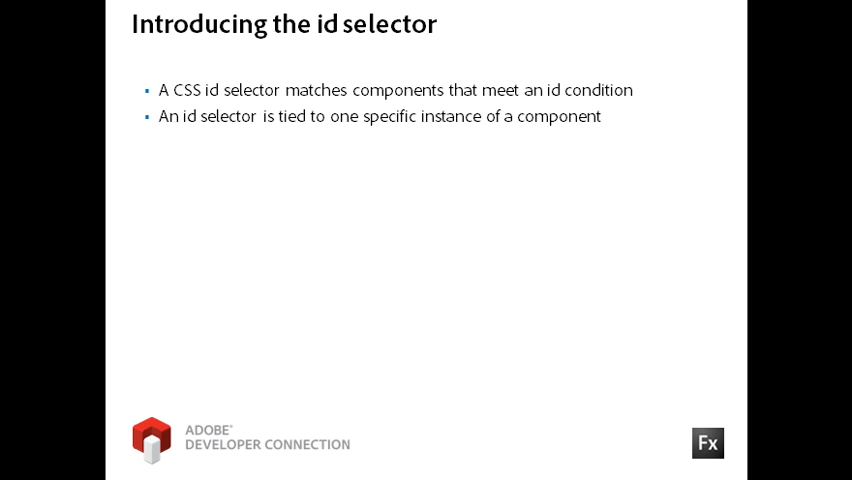 Introducing the id selector
▪ A CSS id selector matches components that meet an id condition
▪ An id selector is tied to one specific instance of a component
ADOBE®
DEVELOPER CONNECTION
Fx